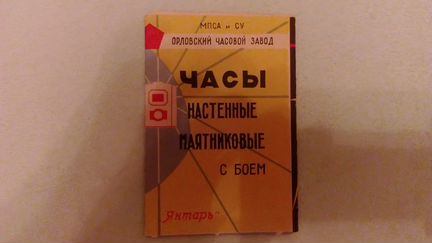 МПСА и СУ
ОРЛОВСКИЙ ЧАСОВОЙ ЗАВОД
ЧАСЫ
НАСТЕННЫЕ
МАЯТНИКОВЫЕ
С БОЕМ
„Янтарь"